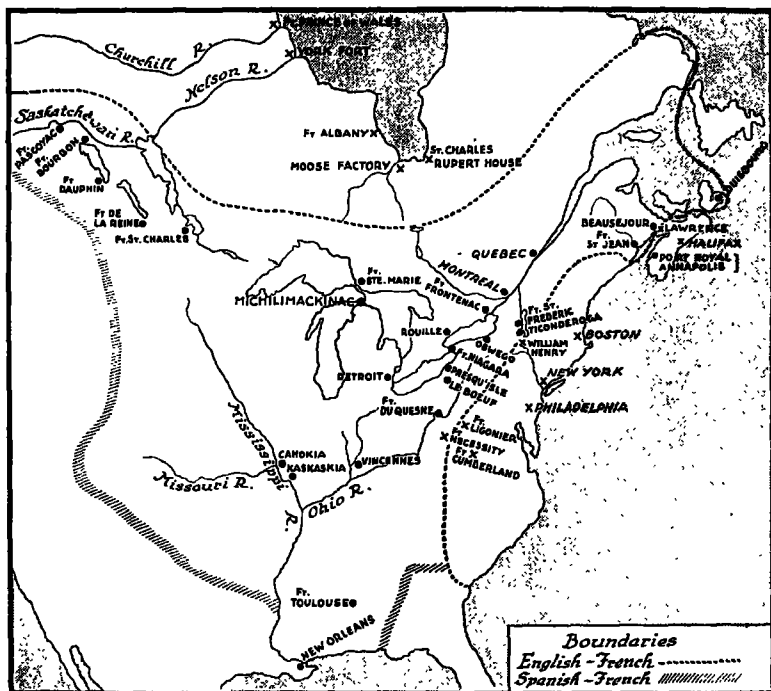 Ft. PRINCE OF WALES
Churchill R.
YORK FORT
Nelson R.
Saskatchewan R.
Ft. PASCOYAC
Ft. BOURBON
Ft. DAUPHIN
Ft. DE
LA REINE
Ft. St. CHARLES
Ft ALBANY
MOOSE FACTORY
St. CHARLES
RUPERT HOUSE
LOUISBOURG
BEAUSEJOUR
LAWRENCE
Ft.
St JEAN
HALIFAX
PORT ROYAL
ANNAPOLIS
QUEBEC
MONTREAL
Ft.
STE. MARIE
Ft.
FRONTENAC
MICHILIMACKINAC
Ft. St.
FREDERIC
TICONDEROGA
ROUILLE
WILLIAM
HENRY
BOSTON
OSWEGO
Ft. NIAGARA
PRESQU'ISLE
LE BOEUF
DETROIT
NEW YORK
Ft.
DUQUESNE
PHILADELPHIA
Ft.
LIGONIER
Ft.
NECESSITY
Ft
CUMBERLAND
Mississippi
R.
CAHOKIA
KASKASKIA
VINCENNES
Missouri R.
Ohio R.
Ft.
TOULOUSE
NEW ORLEANS
Boundaries
English-French
Spanish-French